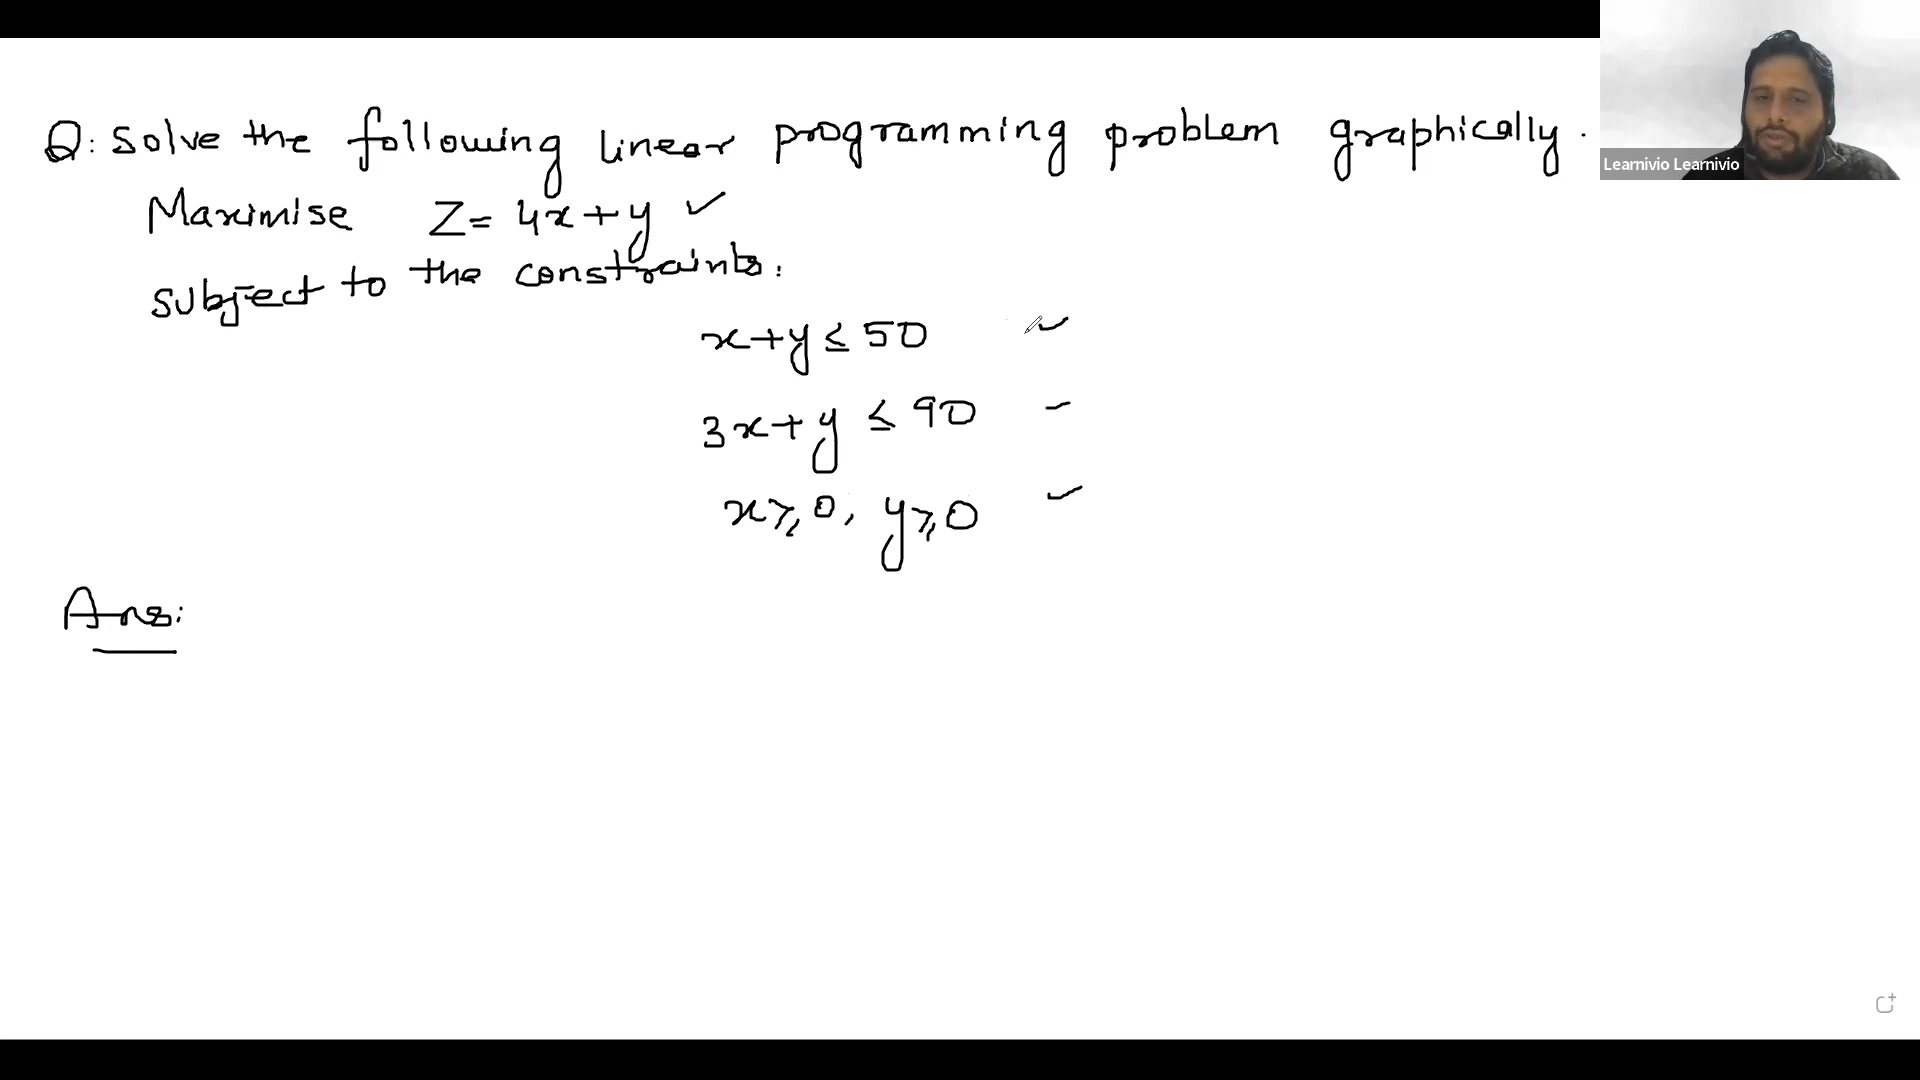 Q: Solve the following linear programming problem graphically.
Maximise Z = 4x+y ✓
subject to the constraints:
x+y ≤ 50
3x+y ≤ 90
x ≥ 0, y ≥ 0
Ans:
Learnivio Learnivio